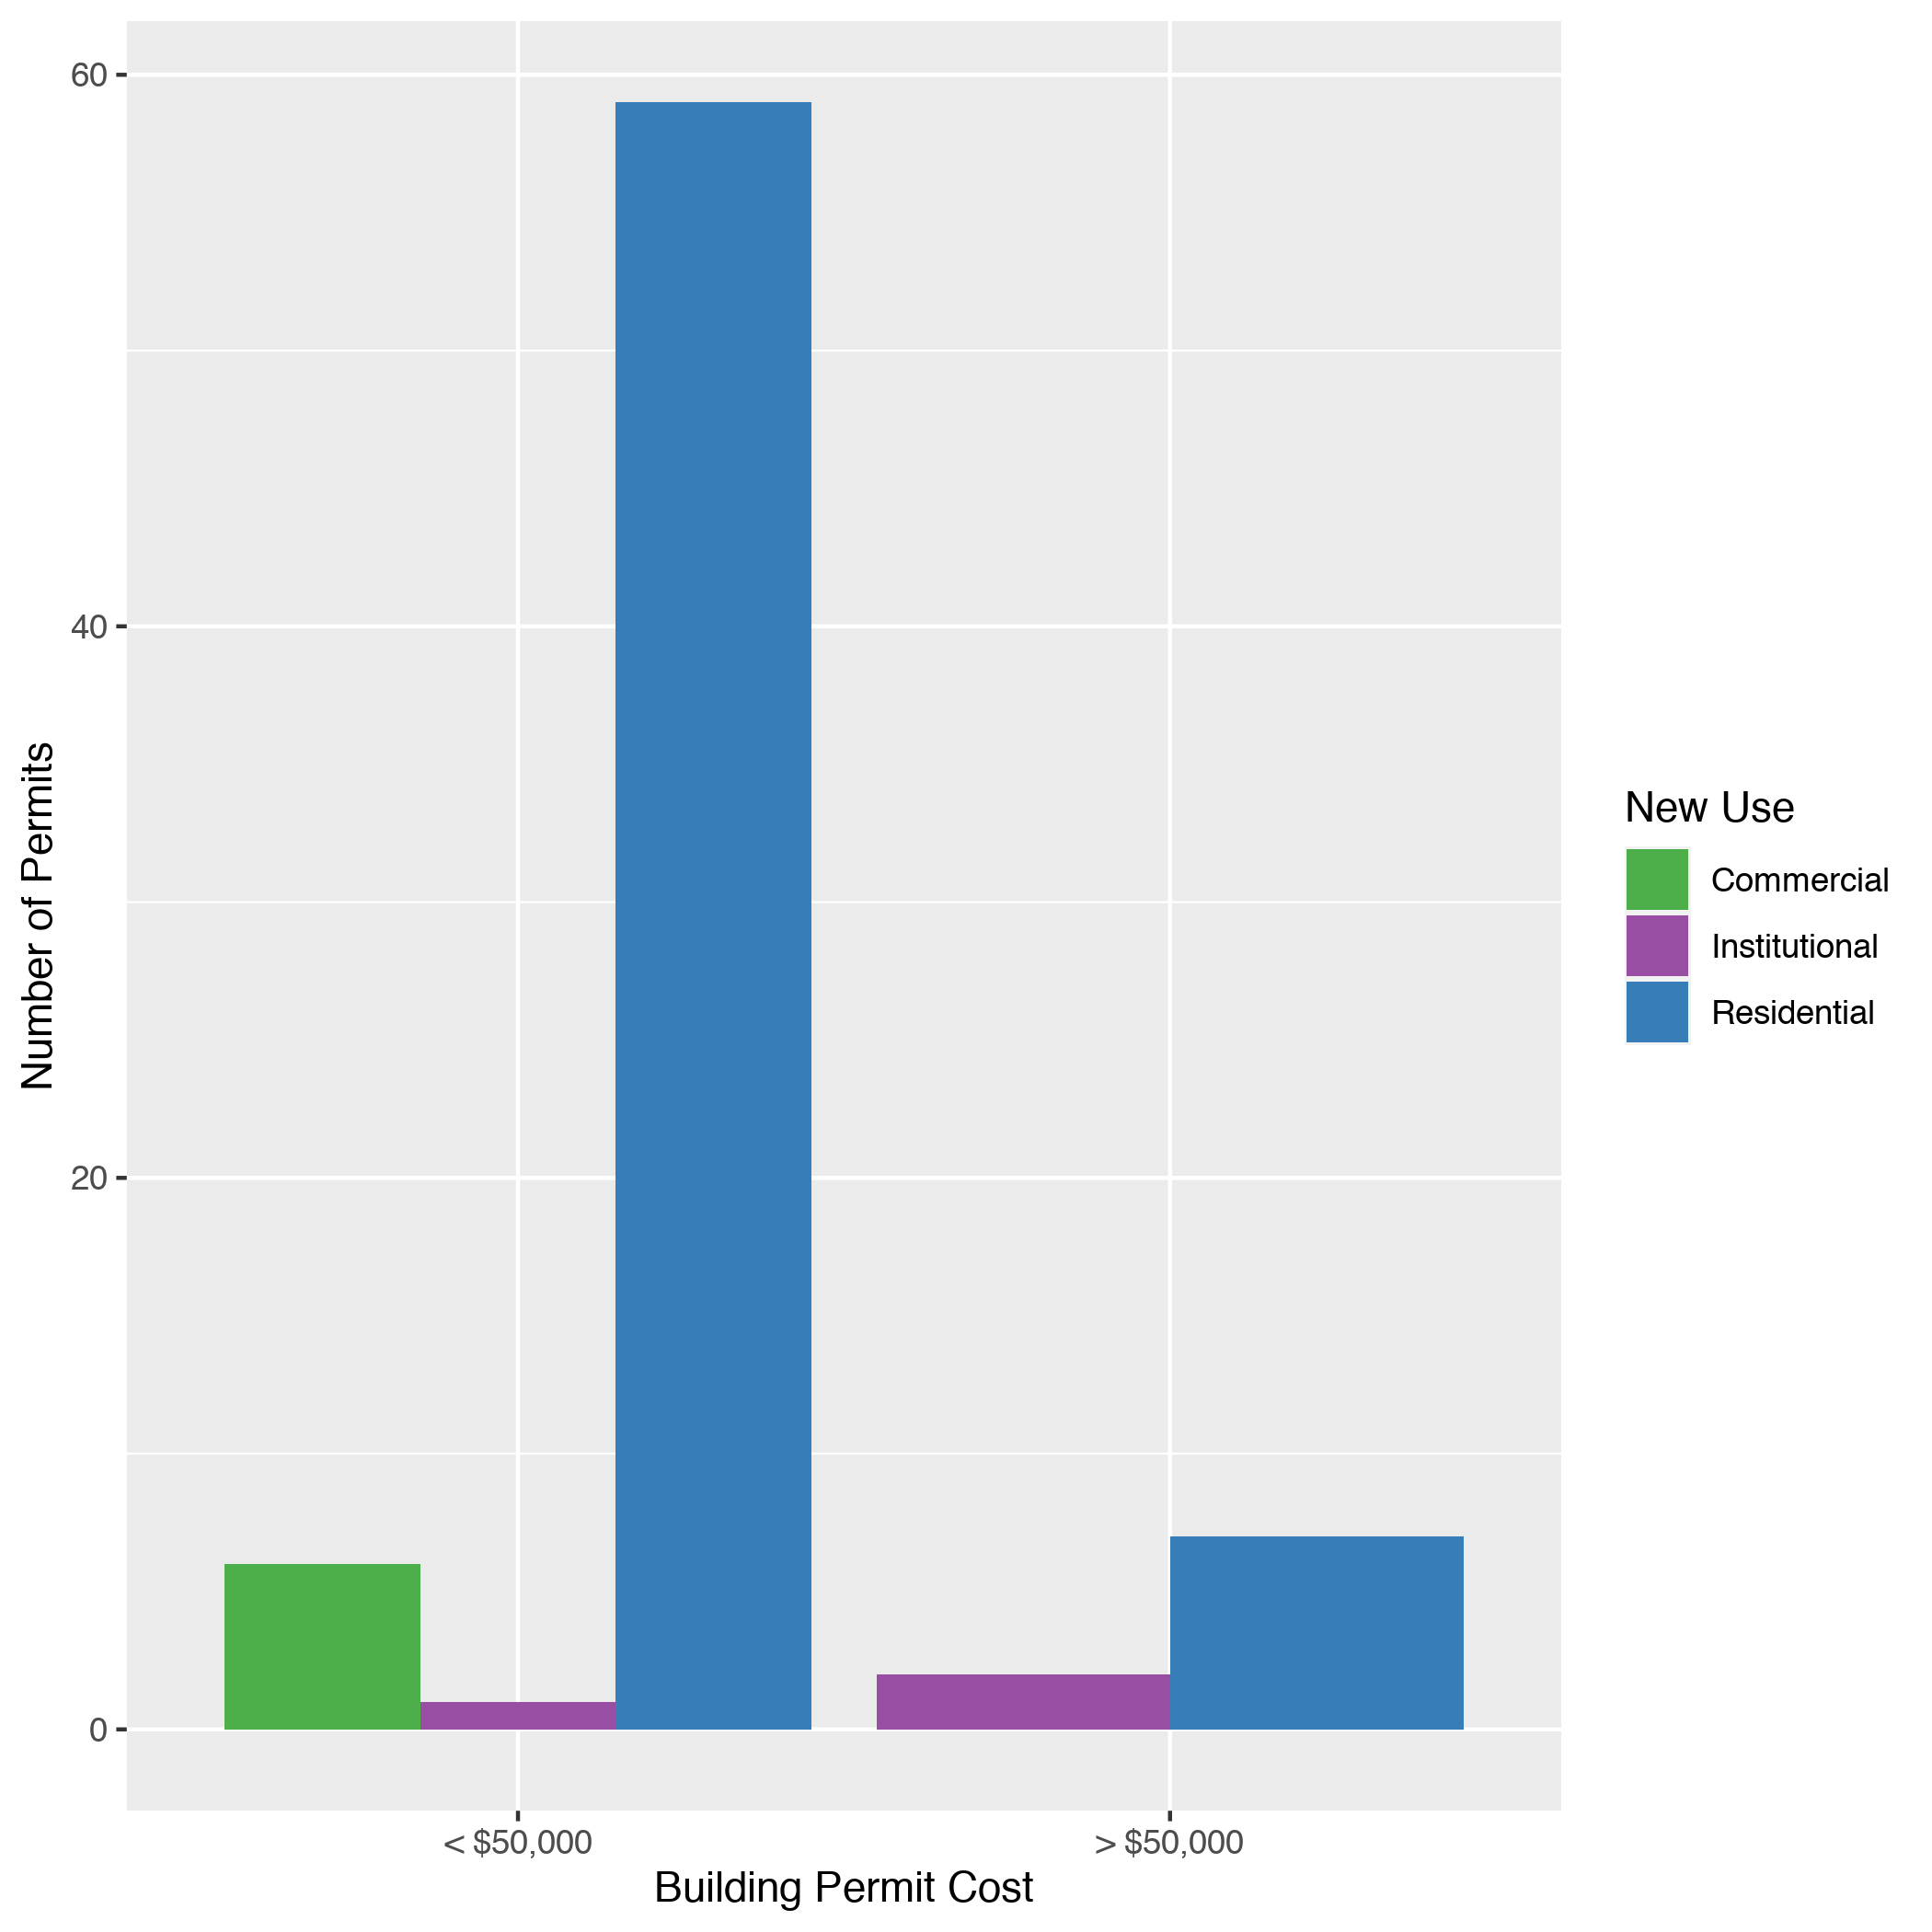 60
40
20
0
Number of Permits
< $50,000
> $50,000
Building Permit Cost
New Use
Commercial
Institutional
Residential